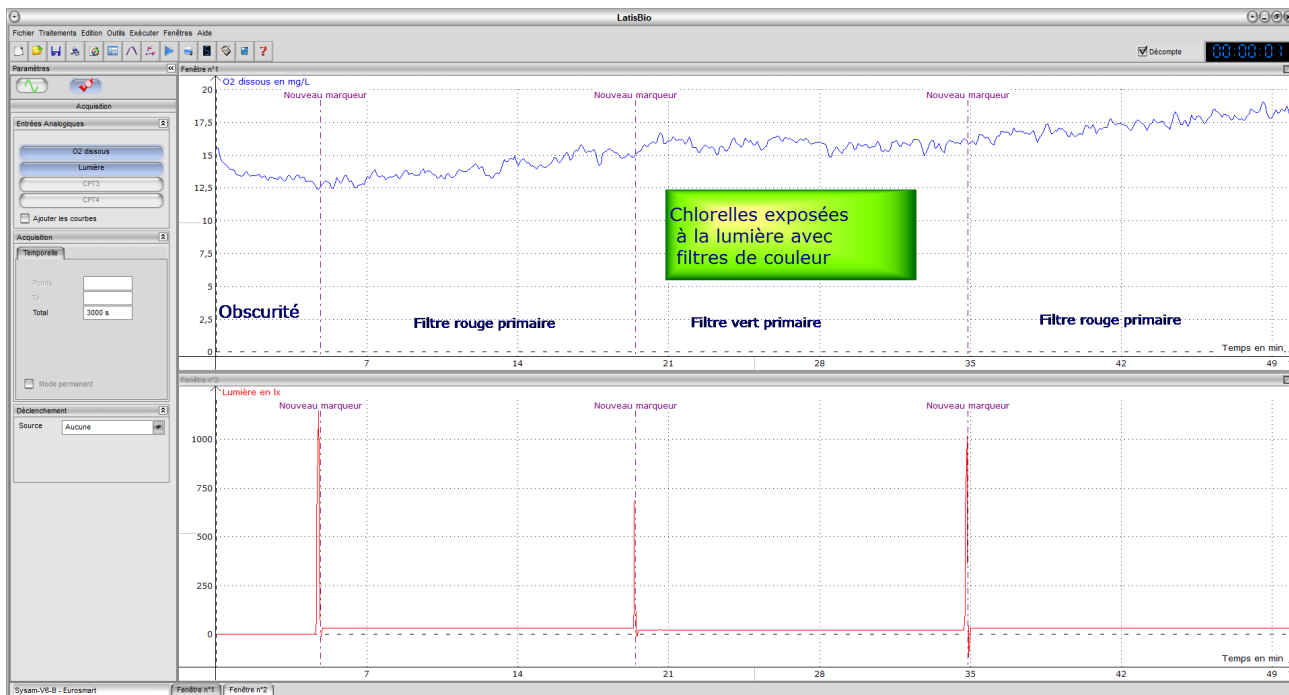 LatisBio
Fichier Traitements Edition Outils Exécuter Fenêtres Aide
Décompte
00:00:01
Paramètres
Acquisition
Entrées Analogiques
O2 dissous
Lumière
CPT3
CPT4
Ajouter les courbes
Acquisition
Temporelle
Points
Te
Total 3000 s
Mode permanent
Déclenchement
Source Aucune
Sysam-V6-B - Eurosmart
Fenêtre n°1
O2 dissous en mg/L
Nouveau marqueur Nouveau marqueur Nouveau marqueur
20
17,5
15
12,5
10
7,5
5
2,5
0
Chlorelles exposées
à la lumière avec
filtres de couleur
Obscurité
Filtre rouge primaire
Filtre vert primaire
Filtre rouge primaire
Temps en min
7 14 21 28 35 42 49
Fenêtre n°2
Lumière en lx
Nouveau marqueur Nouveau marqueur Nouveau marqueur
1000
750
500
250
0
Temps en min
7 14 21 28 35 42 49
Fenêtre n°1 Fenêtre n°2